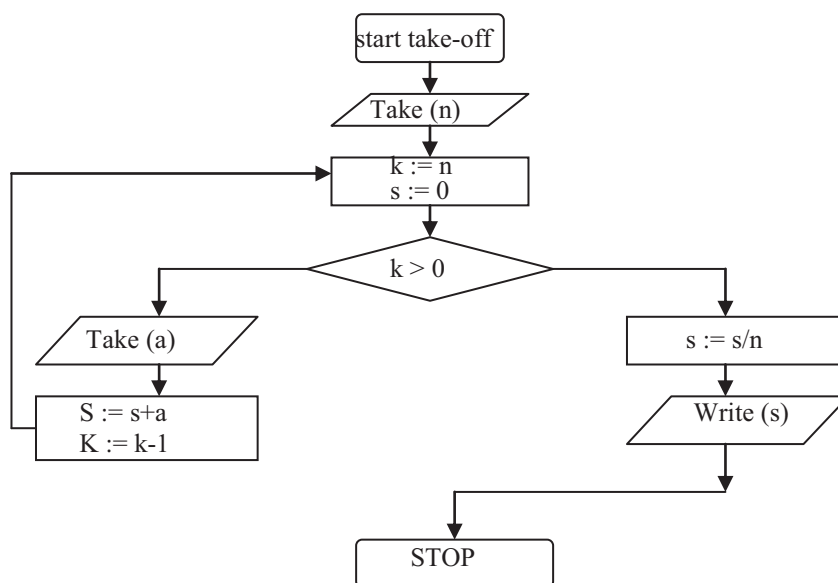 start take-off
Take (n)
k := n
s := 0
k > 0
Take (a)
s := s/n
S := s+a
K := k-1
Write (s)
STOP